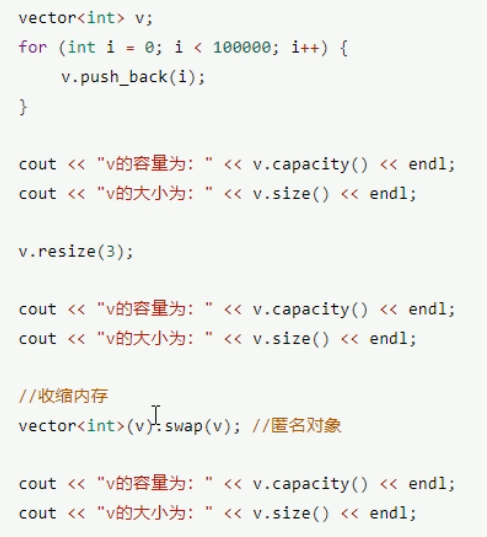 vector<int> v;
for (int i = 0; i < 100000; i++) {
v.push_back(i);
}
cout << "v的容量为：" << v.capacity() << endl;
cout << "v的大小为：" << v.size() << endl;
v.resize(3);
cout << "v的容量为：" << v.capacity() << endl;
cout << "v的大小为：" << v.size() << endl;
//收缩内存
vector<int>(v).swap(v); //匿名对象
cout << "v的容量为：" << v.capacity() << endl;
cout << "v的大小为：" << v.size() << endl;